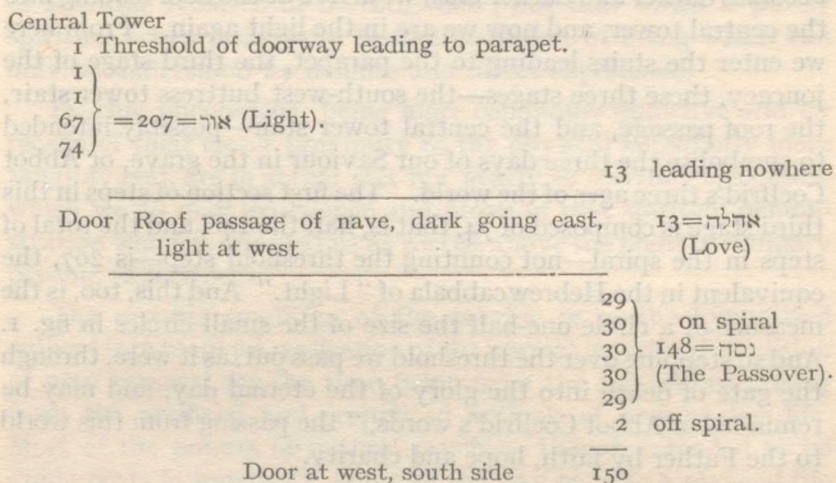 Central Tower
1 Threshold of doorway leading to parapet.
1
1
67 =207=אור (Light).
74
13 leading nowhere
Door Roof passage of nave, dark going east, 13=אהלה
light at west (Love)
29
30 on spiral
30 148=הסנ
30 (The Passover).
29
2 off spiral.
Door at west, south side 150